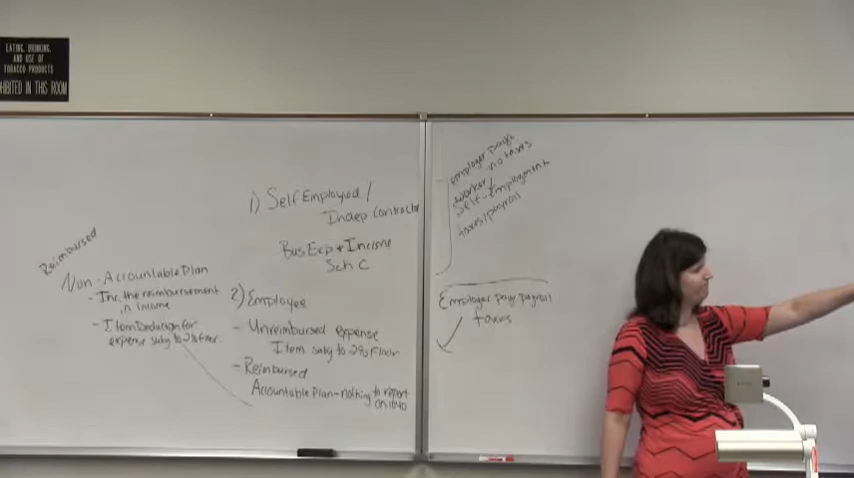 EATING, DRINKING,
AND USE
OF
TOBACCO PRODUCTS
HIBITED IN THIS ROOM
Reimbursed
Non-Accountable Plan
- Inc. the reimbursement
in income
- Item Deduction for
expense subj to 2% floor.
1) Self Employed /
Indep Contractor
Bus Exp + Income
Sch C
2) Employee
- Unreimbursed Expense
Item subj to 2% Floor
- Reimbursed
Accountable Plan - nothing to report
on 1040
employer pays
no taxes
worker /
Self-employment
taxes/payroll
Employer pays payroll
taxes